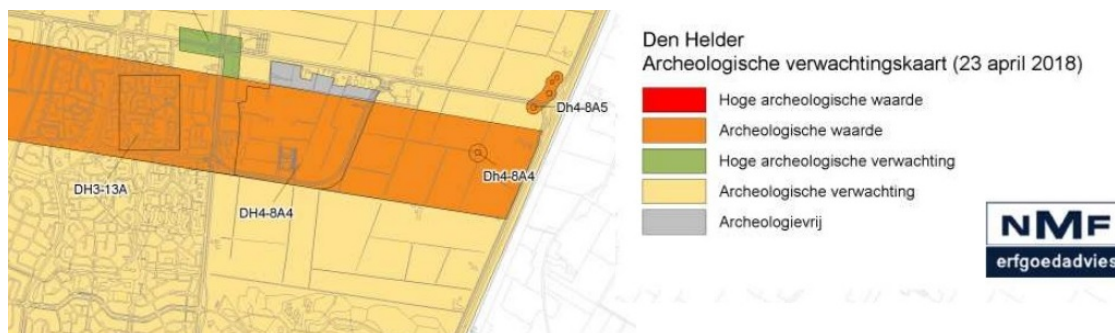 Dh4-8A5
Dh4-8A4
DH3-13A
DH4-8A4
Den Helder
Archeologische verwachtingskaart (23 april 2018)
Hoge archeologische waarde
Archeologische waarde
Hoge archeologische verwachting
Archeologische verwachting
Archeologievrij
NMF
erfgoedadvies